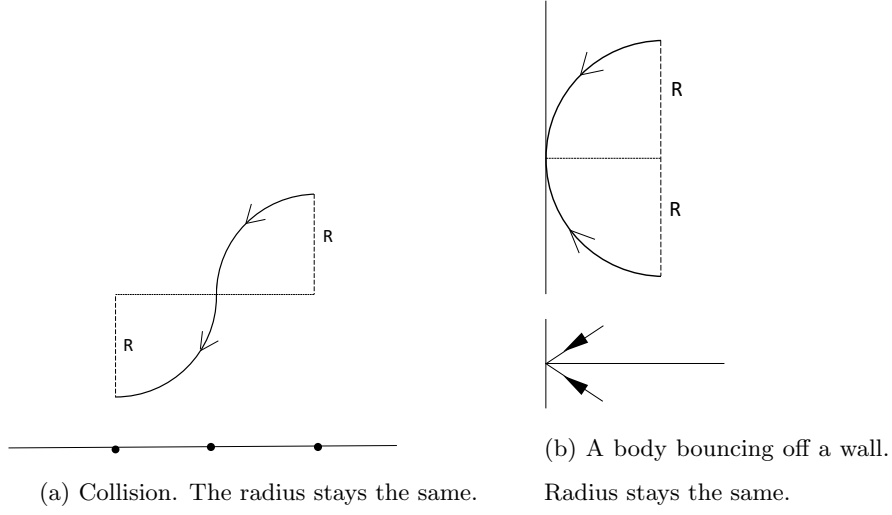 R
R
R
R
(a) Collision. The radius stays the same.
(b) A body bouncing off a wall.
Radius stays the same.